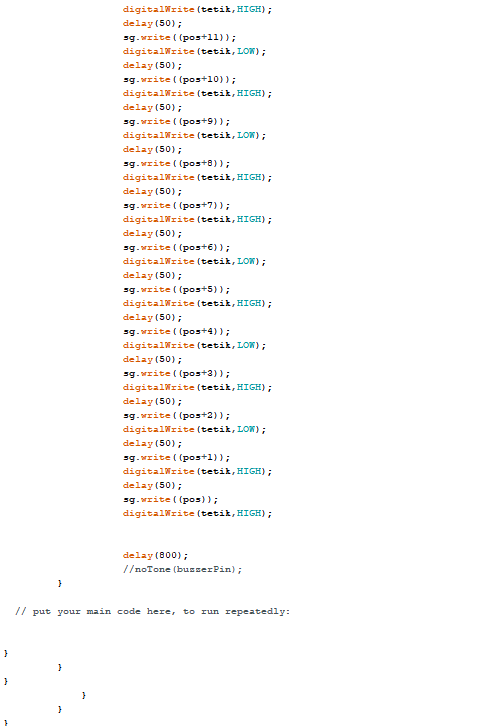 digitalWrite(tetik,HIGH);
delay(50);
sg.write((pos+11));
digitalWrite(tetik,LOW);
delay(50);
sg.write((pos+10));
digitalWrite(tetik,HIGH);
delay(50);
sg.write((pos+9));
digitalWrite(tetik,LOW);
delay(50);
sg.write((pos+8));
digitalWrite(tetik,HIGH);
delay(50);
sg.write((pos+7));
digitalWrite(tetik,HIGH);
delay(50);
sg.write((pos+6));
digitalWrite(tetik,LOW);
delay(50);
sg.write((pos+5));
digitalWrite(tetik,HIGH);
delay(50);
sg.write((pos+4));
digitalWrite(tetik,LOW);
delay(50);
sg.write((pos+3));
digitalWrite(tetik,HIGH);
delay(50);
sg.write((pos+2));
digitalWrite(tetik,LOW);
delay(50);
sg.write((pos+1));
digitalWrite(tetik,HIGH);
delay(50);
sg.write((pos));
digitalWrite(tetik,HIGH);
delay(800);
//noTone(buzzerPin);
}
// put your main code here, to run repeatedly:
}
}
}
}
}
}